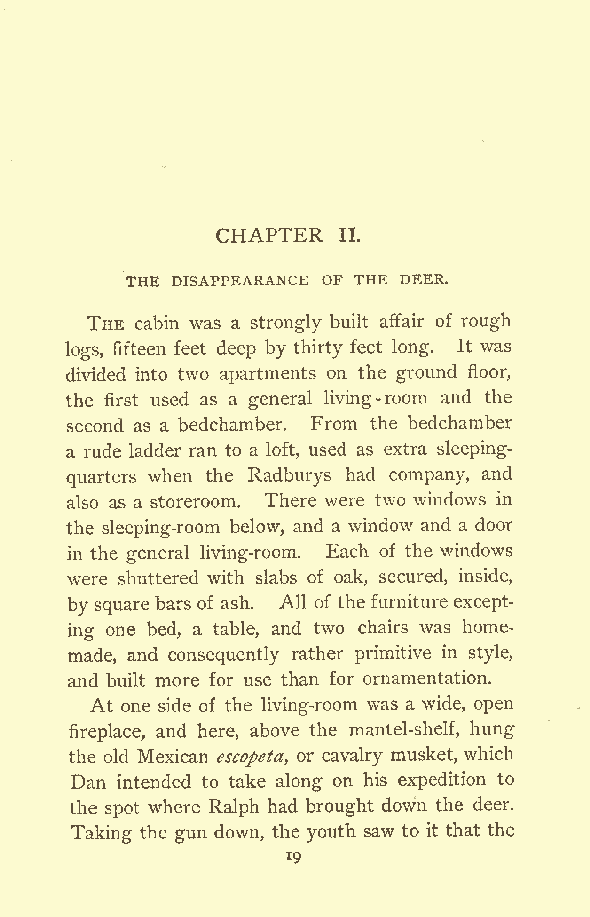 CHAPTER II.
THE DISAPPEARANCE OF THE DEER.
THE cabin was a strongly built affair of rough
logs, fifteen feet deep by thirty feet long. It was
divided into two apartments on the ground floor,
the first used as a general living-room and the
second as a bedchamber. From the bedchamber
a rude ladder ran to a loft, used as extra sleeping-
quarters when the Radburys had company, and
also as a storeroom. There were two windows in
the sleeping-room below, and a window and a door
in the general living-room. Each of the windows
were shuttered with slabs of oak, secured, inside,
by square bars of ash. All of the furniture except-
ing one bed, a table, and two chairs was home-
made, and consequently rather primitive in style,
and built more for use than for ornamentation.
At one side of the living-room was a wide, open
fireplace, and here, above the mantel-shelf, hung
the old Mexican escopeta, or cavalry musket, which
Dan intended to take along on his expedition to
the spot where Ralph had brought down the deer.
Taking the gun down, the youth saw to it that the
19